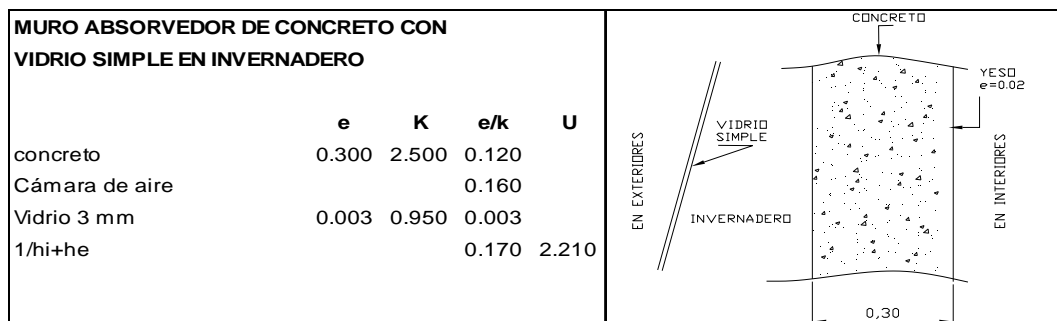 MURO ABSORVEDOR DE CONCRETO CON
VIDRIO SIMPLE EN INVERNADERO
e K e/k U
concreto 0.300 2.500 0.120
Cámara de aire 0.160
Vidrio 3 mm 0.003 0.950 0.003
1/hi+he 0.170 2.210
CONCRETO
YESO
e=0.02
VIDRIO
SIMPLE
EN EXTERIORES
INVERNADERO
EN INTERIORES
0,30